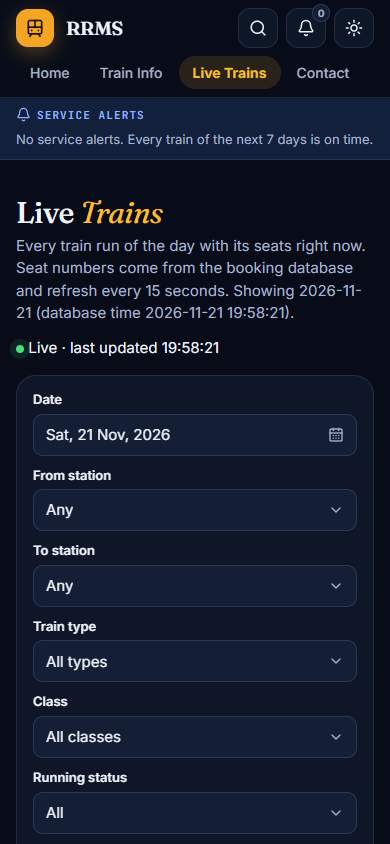 RRMS
0
Home Train Info Live Trains Contact
SERVICE ALERTS
No service alerts. Every train of the next 7 days is on time.
Live Trains
Every train run of the day with its seats right now.
Seat numbers come from the booking database
and refresh every 15 seconds. Showing 2026-11-
21 (database time 2026-11-21 19:58:21).
Live · last updated 19:58:21
Date
Sat, 21 Nov, 2026
From station
Any
To station
Any
Train type
All types
Class
All classes
Running status
All